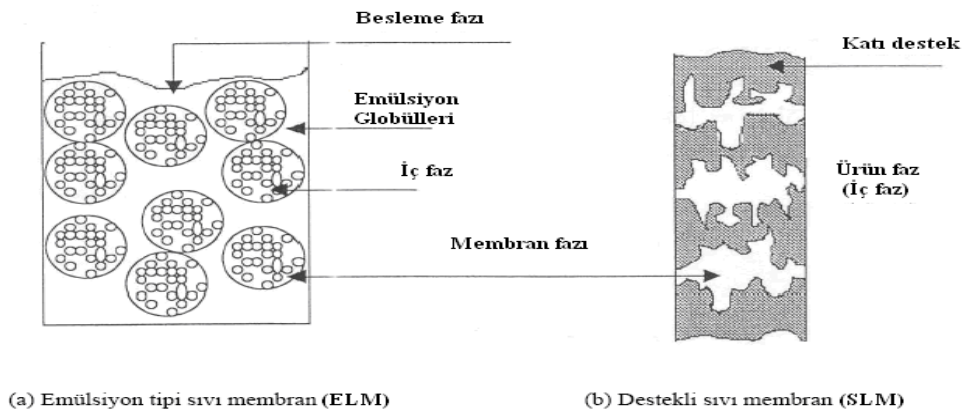 Besleme fazı
Katı destek
Emülsiyon
Globülleri
İç faz
Ürün faz
(İç faz)
Membran fazı
(a) Emülsiyon tipi sıvı membran (ELM)
(b) Destekli sıvı membran (SLM)